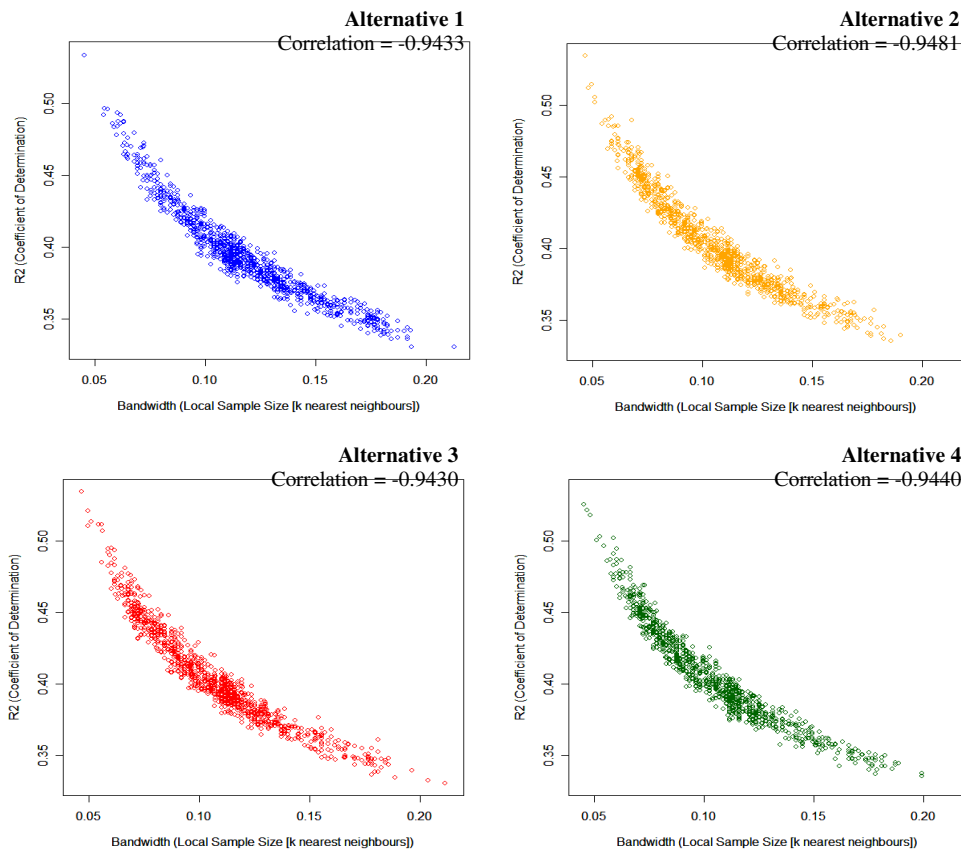 Alternative 1
Correlation = -0.9433
R2 (Coefficient of Determination)
0.50
0.45
0.40
0.35
0.05 0.10 0.15 0.20
Bandwidth (Local Sample Size [k nearest neighbours])
Alternative 2
Correlation = -0.9481
R2 (Coefficient of Determination)
0.50
0.45
0.40
0.35
0.05 0.10 0.15 0.20
Bandwidth (Local Sample Size [k nearest neighbours])
Alternative 3
Correlation = -0.9430
R2 (Coefficient of Determination)
0.50
0.45
0.40
0.35
0.05 0.10 0.15 0.20
Bandwidth (Local Sample Size [k nearest neighbours])
Alternative 4
Correlation = -0.9440
R2 (Coefficient of Determination)
0.50
0.45
0.40
0.35
0.05 0.10 0.15 0.20
Bandwidth (Local Sample Size [k nearest neighbours])